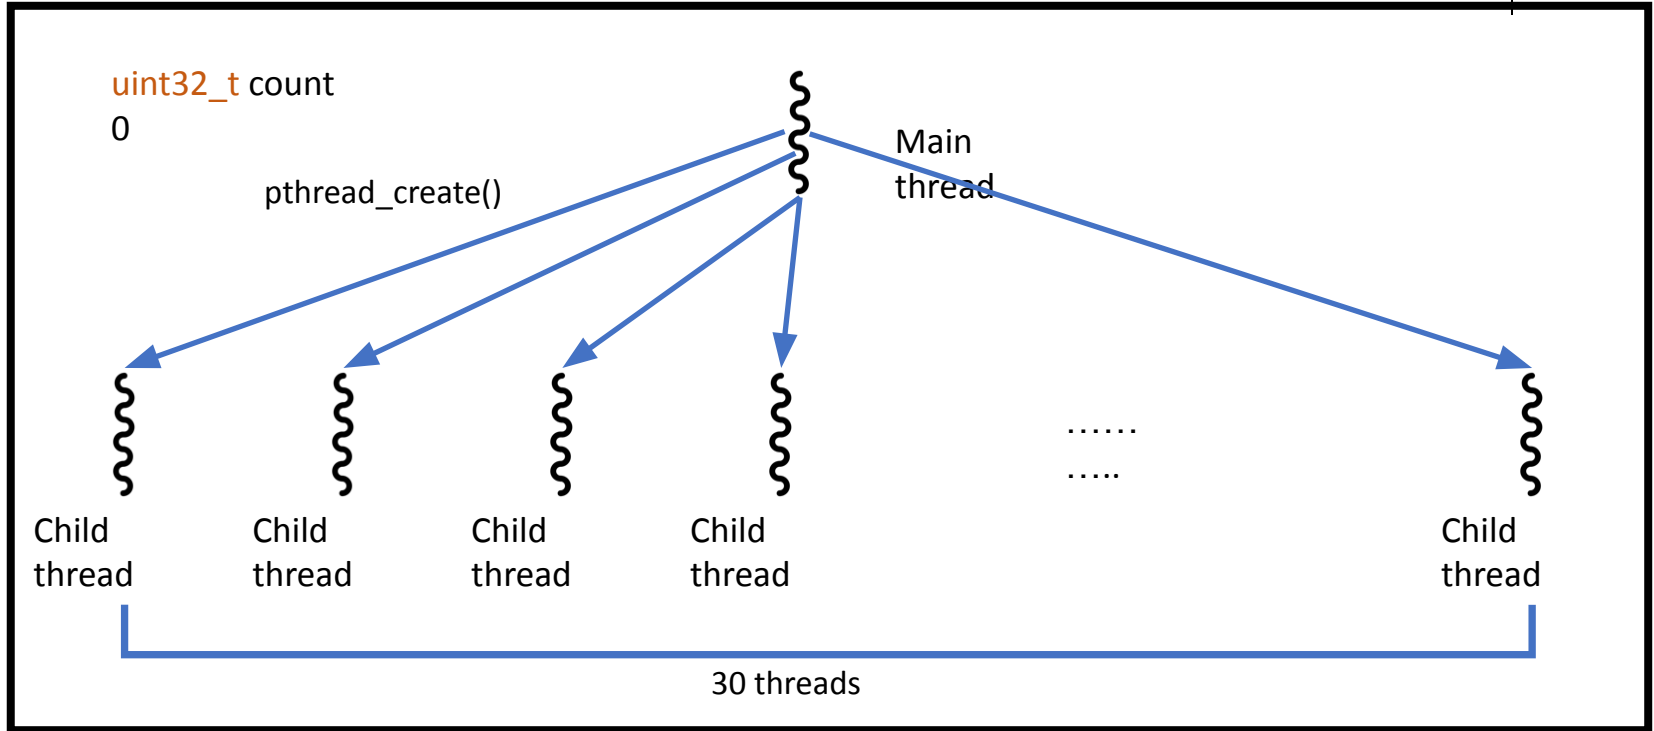 uint32_t count
0
Main
thread
pthread_create()
......
.....
Child
thread
Child
thread
Child
thread
Child
thread
Child
thread
30 threads